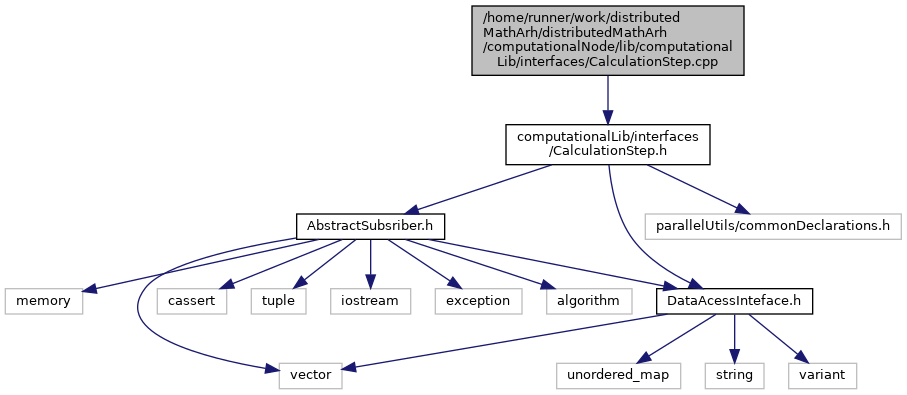 /home/runner/work/distributed
MathArh/distributedMathArh
/computationalNode/lib/computational
Lib/interfaces/CalculationStep.cpp
computationalLib/interfaces
/CalculationStep.h
AbstractSubsriber.h
parallelUtils/commonDeclarations.h
memory
cassert
tuple
iostream
exception
algorithm
DataAcessInteface.h
vector
unordered_map
string
variant